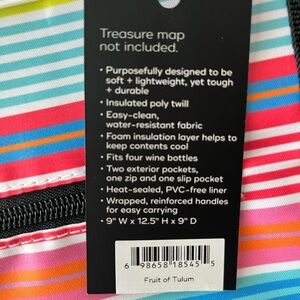 Treasure map
not included.
• Purposefully designed to be
soft + lightweight, yet tough
+ durable
• Insulated poly twill
• Easy-clean,
water-resistant fabric
• Foam insulation layer helps to
keep contents cool
• Fits four wine bottles
• Two exterior pockets,
one zip and one slip pocket
• Heat-sealed, PVC-free liner
• Wrapped, reinforced handles
for easy carrying
• 9" W x 12.5" H x 9" D
6 98658 18545 5
Fruit of Tulum